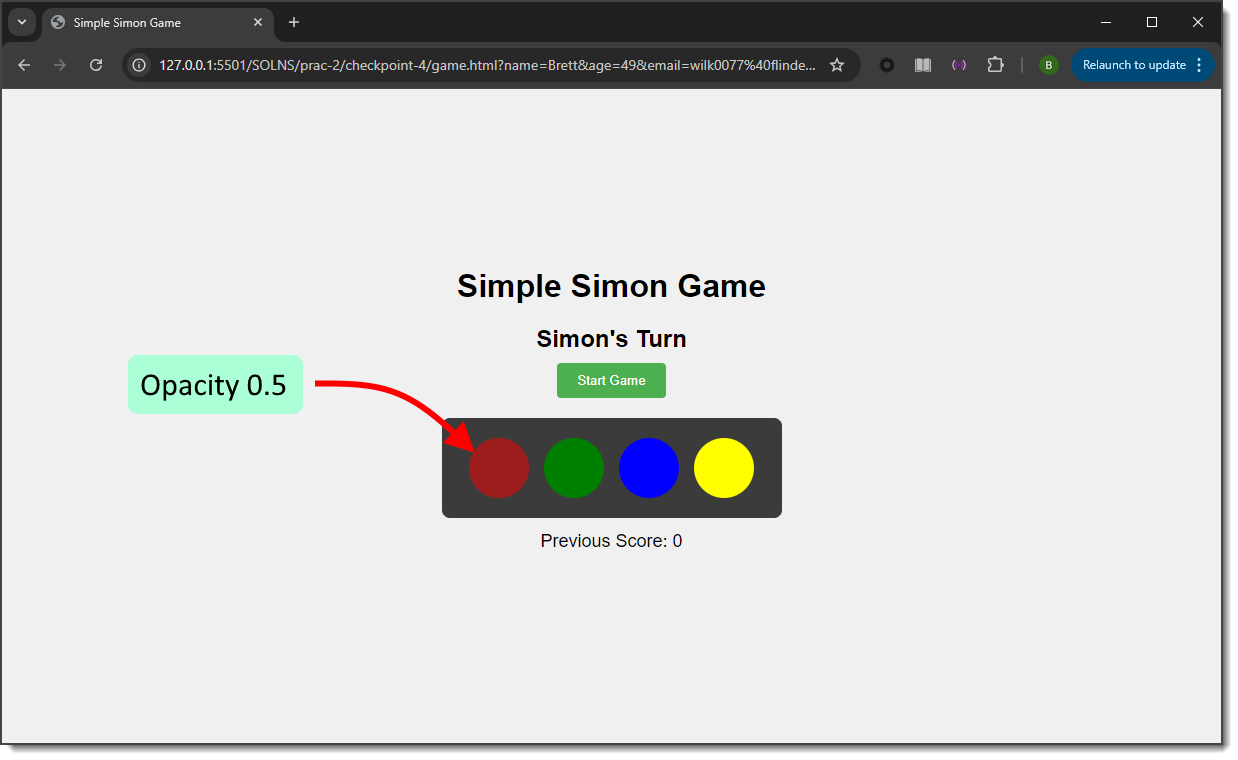 Simple Simon Game
127.0.0.1:5501/SOLNS/prac-2/checkpoint-4/game.html?name=Brett&age=49&email=wilk0077%40flinde...
B
Relaunch to update
Simple Simon Game
Simon's Turn
Start Game
Opacity 0.5
Previous Score: 0